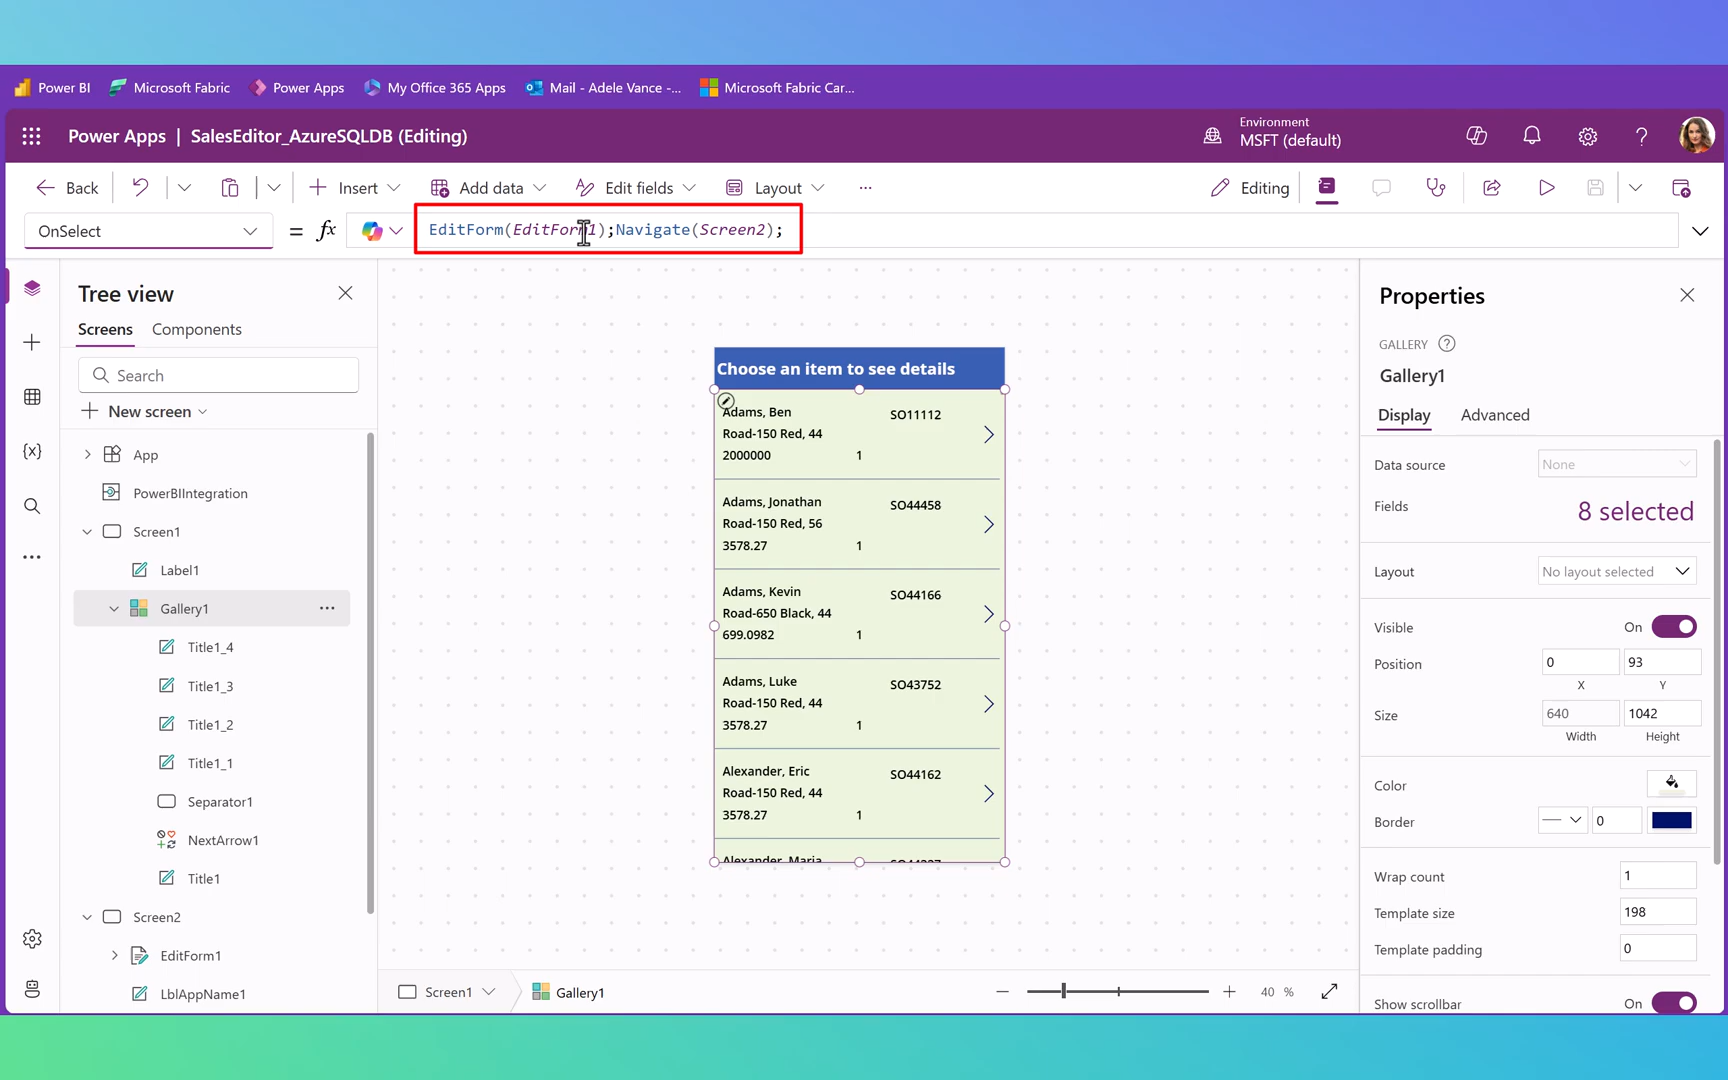 Power BI
Microsoft Fabric
Power Apps
My Office 365 Apps
Mail - Adele Vance -...
Microsoft Fabric Car...
Power Apps | SalesEditor_AzureSQLDB (Editing)
Environment
MSFT (default)
Back
Insert
Add data
Edit fields
Layout
...
Editing
OnSelect
= fx
EditForm(EditForm1);Navigate(Screen2);
Tree view
Screens
Components
Search
New screen
App
PowerBIIntegration
Screen1
Label1
Gallery1
Title1_4
Title1_3
Title1_2
Title1_1
Separator1
NextArrow1
Title1
Screen2
EditForm1
LblAppName1
Choose an item to see details
Adams, Ben
SO11112
Road-150 Red, 44
2000000
1
Adams, Jonathan
SO44458
Road-150 Red, 56
3578.27
1
Adams, Kevin
SO44166
Road-650 Black, 44
699.0982
1
Adams, Luke
SO43752
Road-150 Red, 44
3578.27
1
Alexander, Eric
SO44162
Road-150 Red, 44
3578.27
1
Alexander, Maria
Screen1
Gallery1
40 %
Properties
GALLERY
Gallery1
Display
Advanced
Data source
None
Fields
8 selected
Layout
No layout selected
Visible
On
Position
0
93
X
Y
Size
640
1042
Width
Height
Color
Border
0
Wrap count
1
Template size
198
Template padding
0
Show scrollbar
On